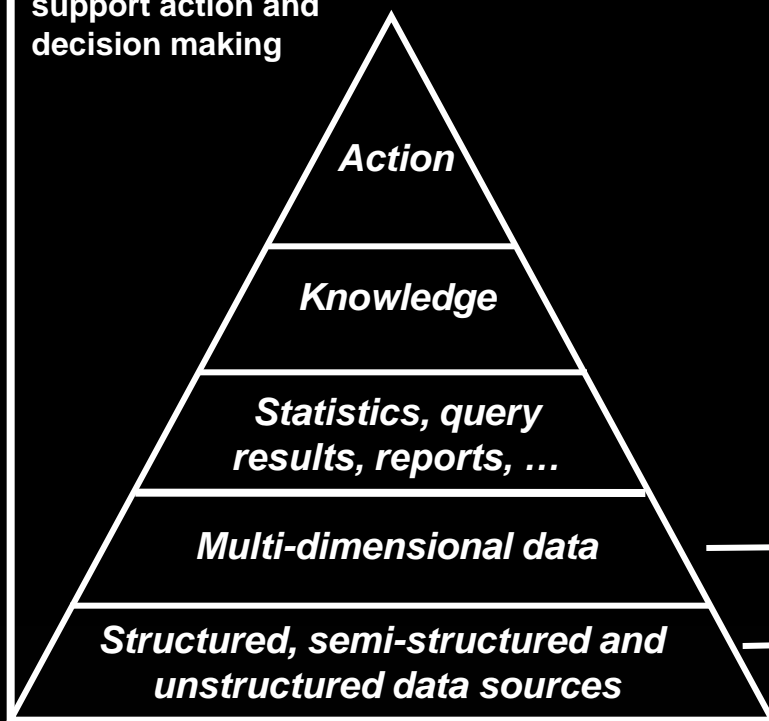 support action and
decision making
Action
Knowledge
Statistics, query
results, reports, …
Multi-dimensional data
Structured, semi-structured and
unstructured data sources